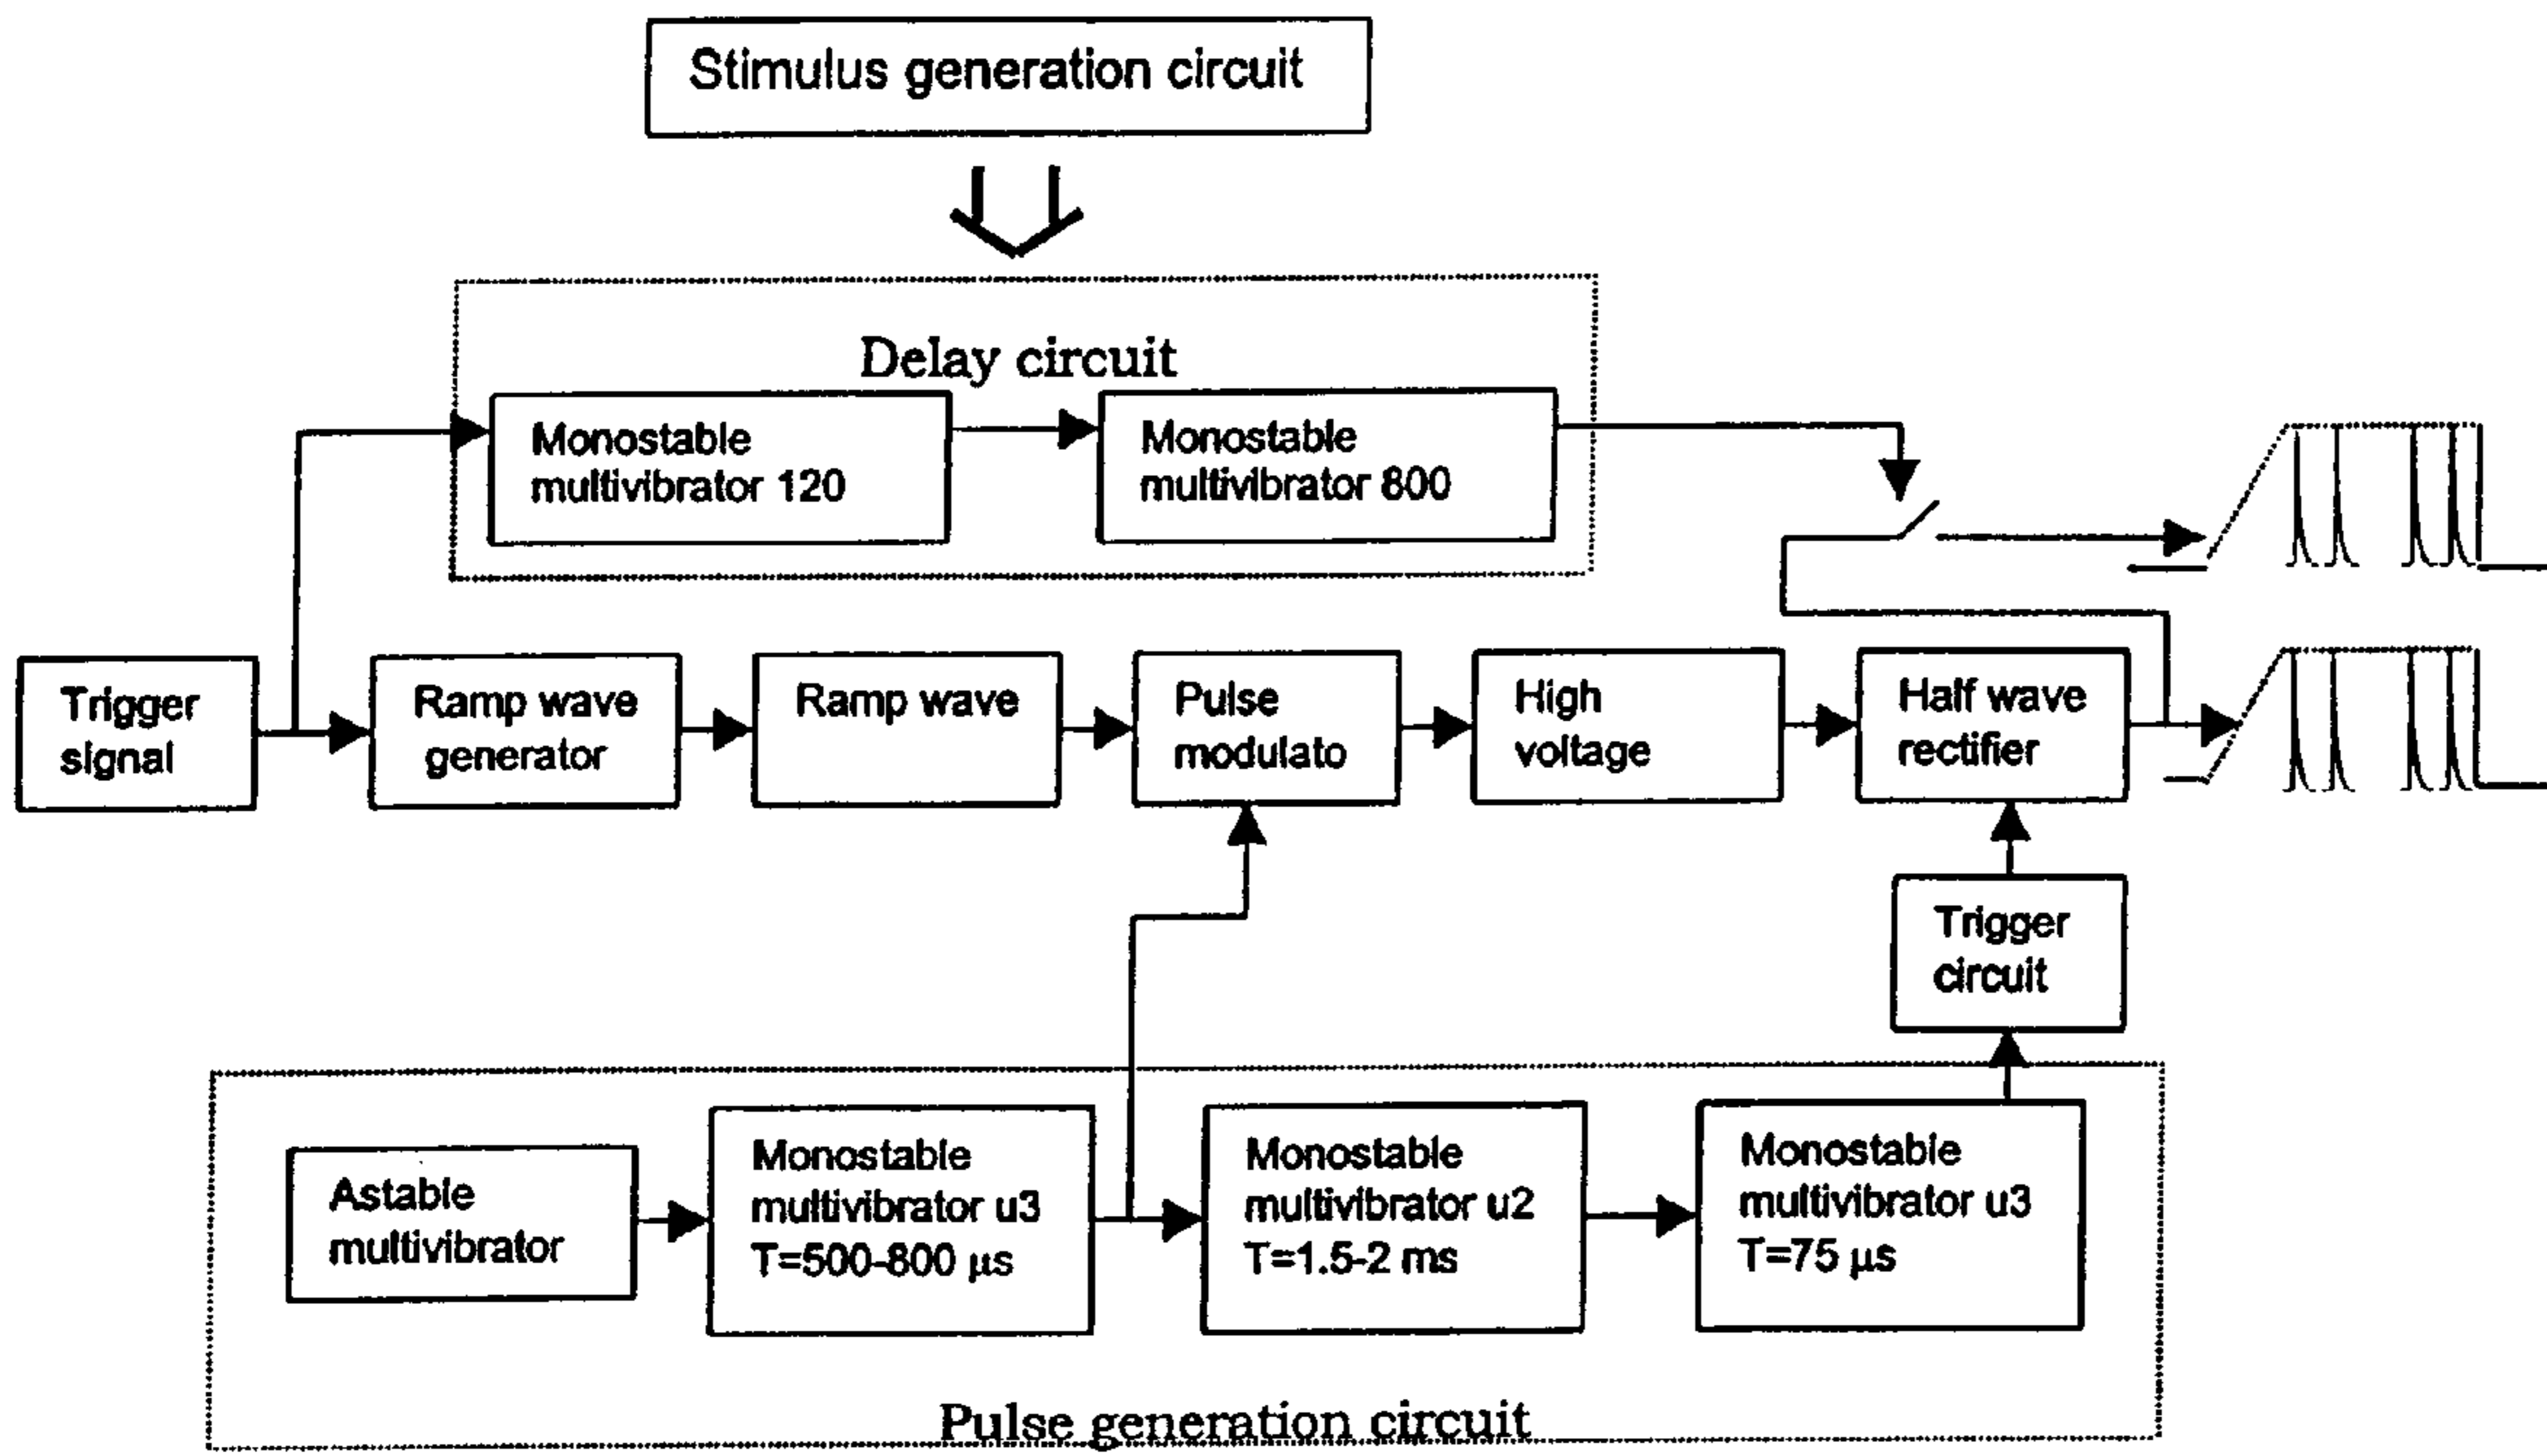 Stimulus generation circuit
Delay circuit
Monostable
multivibrator 120
Monostable
multivibrator 800
Trigger
signal
Ramp wave
generator
Ramp wave
Pulse
modulato
High
voltage
Half wave
rectifier
Trigger
circuit
Astable
multivibrator
Monostable
multivibrator u3
T=500-800 μs
Monostable
multivibrator u2
T=1.5-2 ms
Monostable
multivibrator u3
T=75 μs
Pulse generation circuit